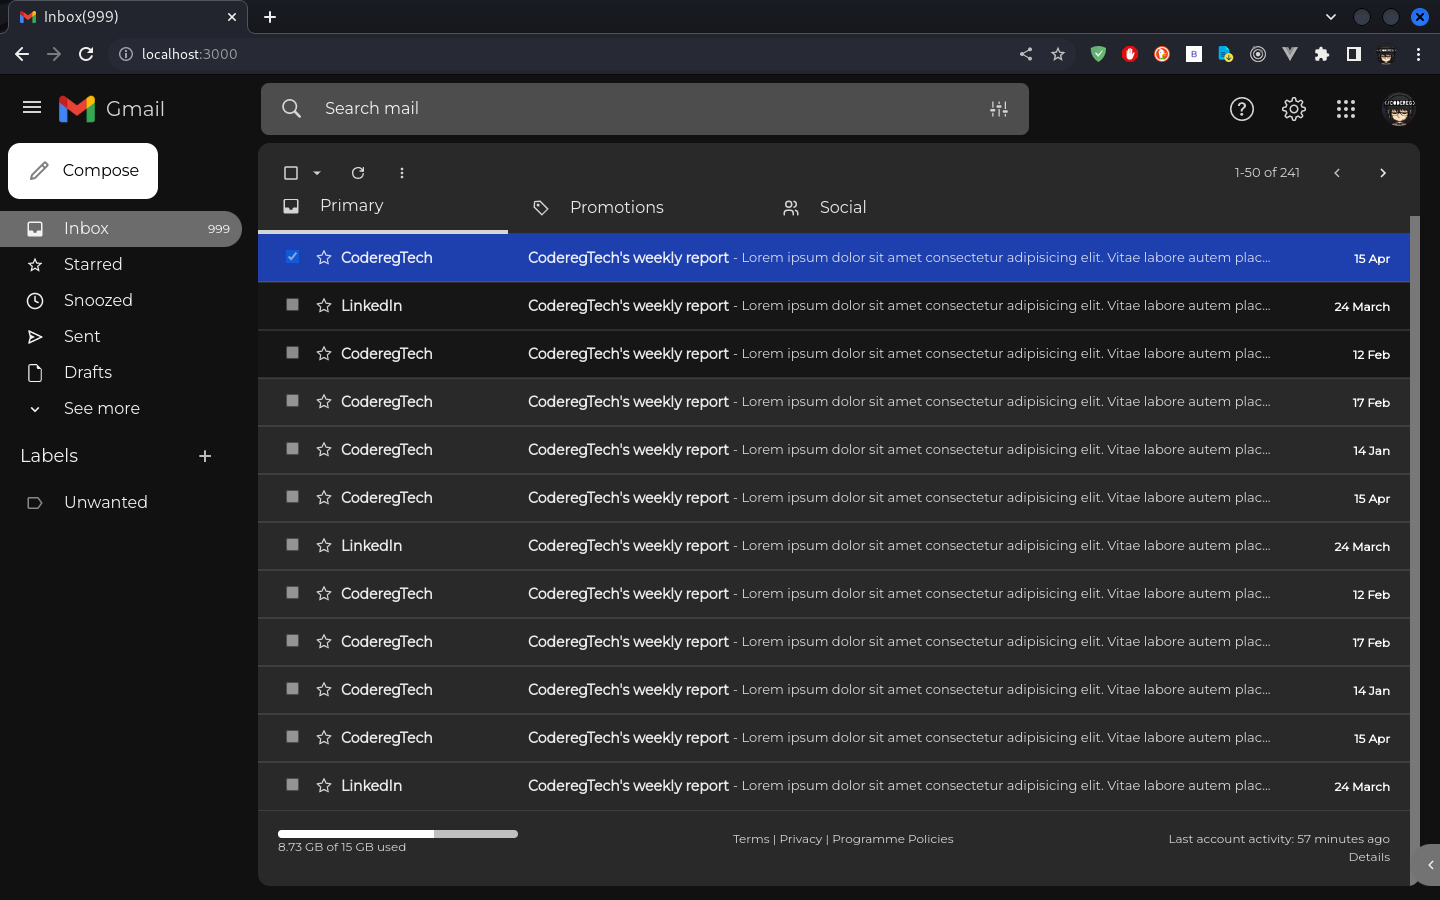 Inbox(999)
localhost:3000
Gmail
Search mail
Compose
Inbox 999
Starred
Snoozed
Sent
Drafts
See more
Labels
Unwanted
1-50 of 241
Primary Promotions Social
CoderegTech CoderegTech's weekly report - Lorem ipsum dolor sit amet consectetur adipisicing elit. Vitae labore autem plac... 15 Apr
LinkedIn CoderegTech's weekly report - Lorem ipsum dolor sit amet consectetur adipisicing elit. Vitae labore autem plac... 24 March
CoderegTech CoderegTech's weekly report - Lorem ipsum dolor sit amet consectetur adipisicing elit. Vitae labore autem plac... 12 Feb
CoderegTech CoderegTech's weekly report - Lorem ipsum dolor sit amet consectetur adipisicing elit. Vitae labore autem plac... 17 Feb
CoderegTech CoderegTech's weekly report - Lorem ipsum dolor sit amet consectetur adipisicing elit. Vitae labore autem plac... 14 Jan
CoderegTech CoderegTech's weekly report - Lorem ipsum dolor sit amet consectetur adipisicing elit. Vitae labore autem plac... 15 Apr
LinkedIn CoderegTech's weekly report - Lorem ipsum dolor sit amet consectetur adipisicing elit. Vitae labore autem plac... 24 March
CoderegTech CoderegTech's weekly report - Lorem ipsum dolor sit amet consectetur adipisicing elit. Vitae labore autem plac... 12 Feb
CoderegTech CoderegTech's weekly report - Lorem ipsum dolor sit amet consectetur adipisicing elit. Vitae labore autem plac... 17 Feb
CoderegTech CoderegTech's weekly report - Lorem ipsum dolor sit amet consectetur adipisicing elit. Vitae labore autem plac... 14 Jan
CoderegTech CoderegTech's weekly report - Lorem ipsum dolor sit amet consectetur adipisicing elit. Vitae labore autem plac... 15 Apr
LinkedIn CoderegTech's weekly report - Lorem ipsum dolor sit amet consectetur adipisicing elit. Vitae labore autem plac... 24 March
8.73 GB of 15 GB used
Terms | Privacy | Programme Policies
Last account activity: 57 minutes ago
Details